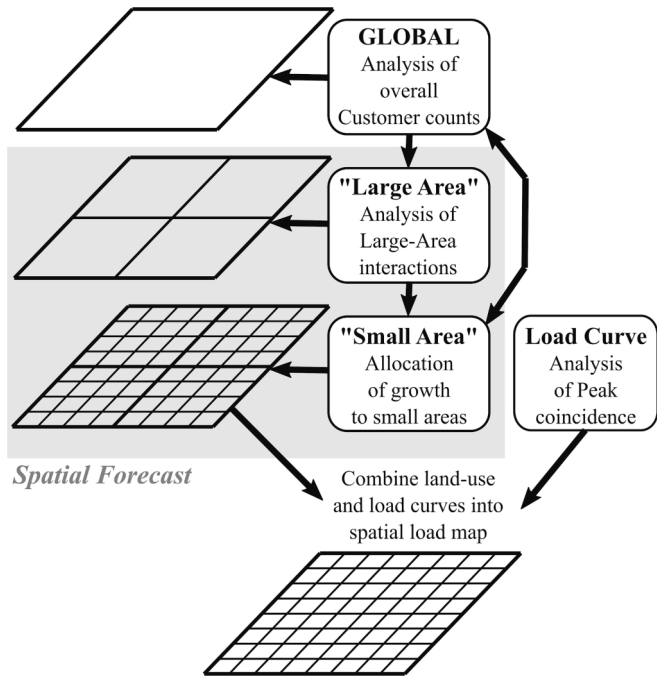 GLOBAL
Analysis of
overall
Customer counts
"Large Area"
Analysis of
Large-Area
interactions
"Small Area"
Allocation
of growth
to small areas
Load Curve
Analysis
of Peak
coincidence
Spatial Forecast
Combine land-use
and load curves into
spatial load map